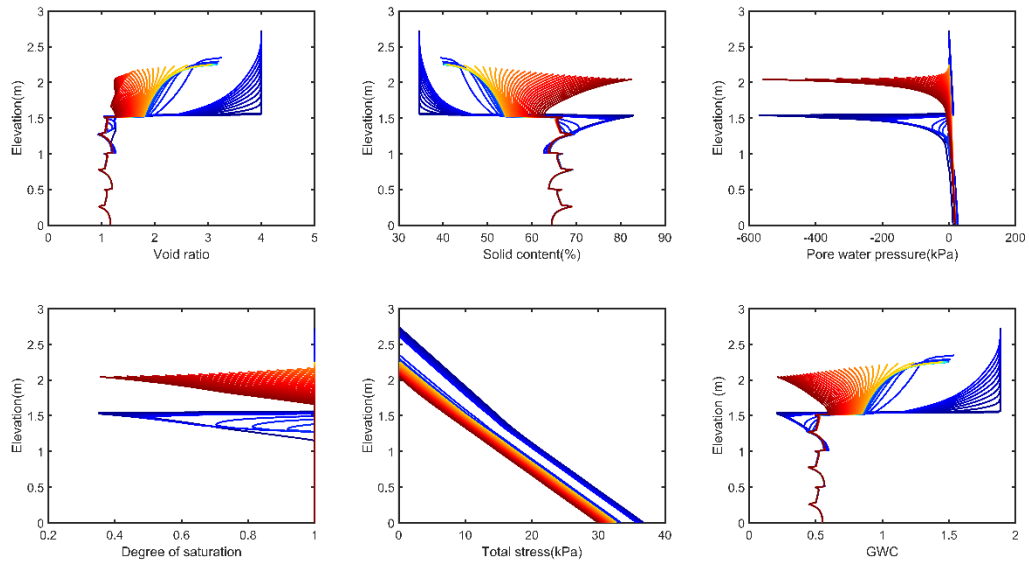 3
2.5
2
1.5
1
0.5
0
Elevation(m)
0 1 2 3 4 5
Void ratio
3
2.5
2
1.5
1
0.5
0
Elevation(m)
30 40 50 60 70 80 90
Solid content(%)
3
2.5
2
1.5
1
0.5
0
Elevation(m)
-600 -400 -200 0 200
Pore water pressure(kPa)
3
2.5
2
1.5
1
0.5
0
Elevation(m)
0.2 0.4 0.6 0.8 1
Degree of saturation
3
2.5
2
1.5
1
0.5
0
Elevation(m)
0 10 20 30 40
Total stress(kPa)
3
2.5
2
1.5
1
0.5
0
Elevation (m)
0 0.5 1 1.5 2
GWC